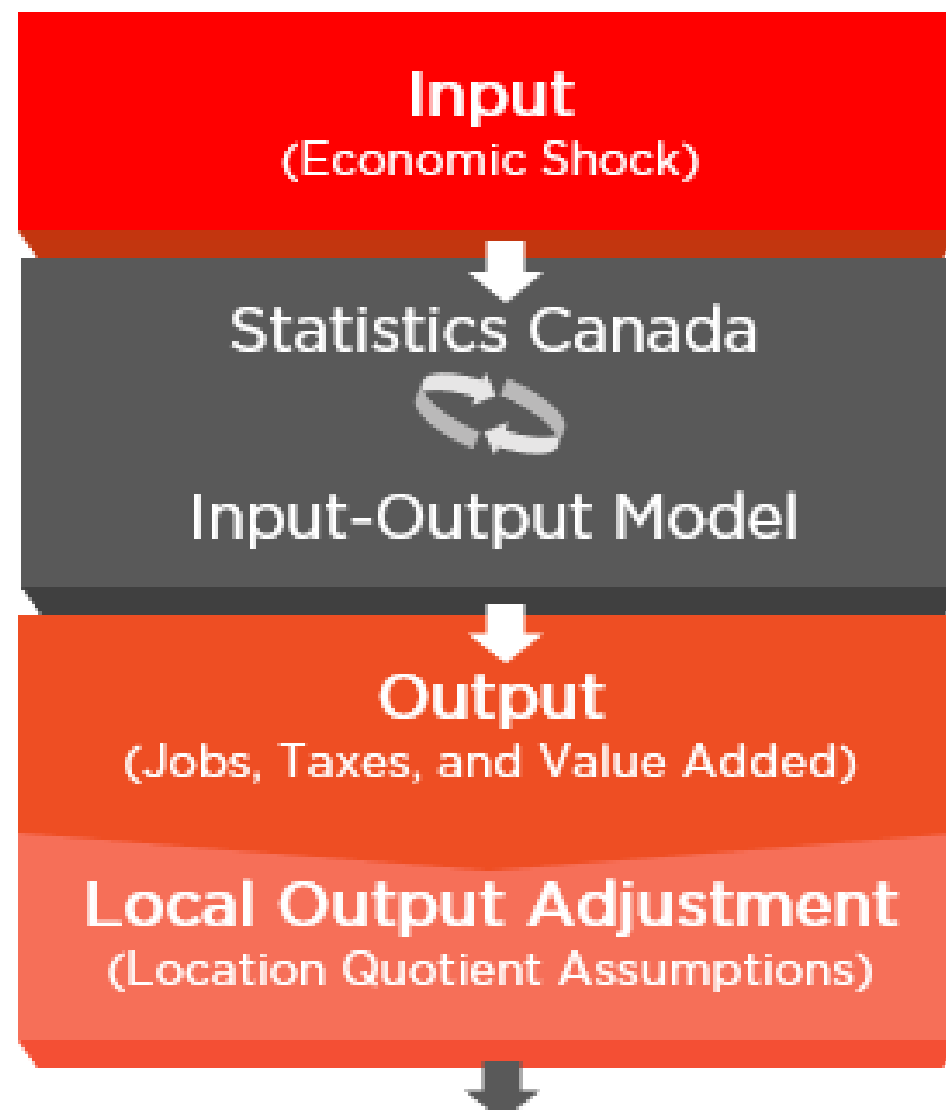 Input
(Economic Shock)
Statistics Canada
Input-Output Model
Output
(Jobs, Taxes, and Value Added)
Local Output Adjustment
(Location Quotient Assumptions)